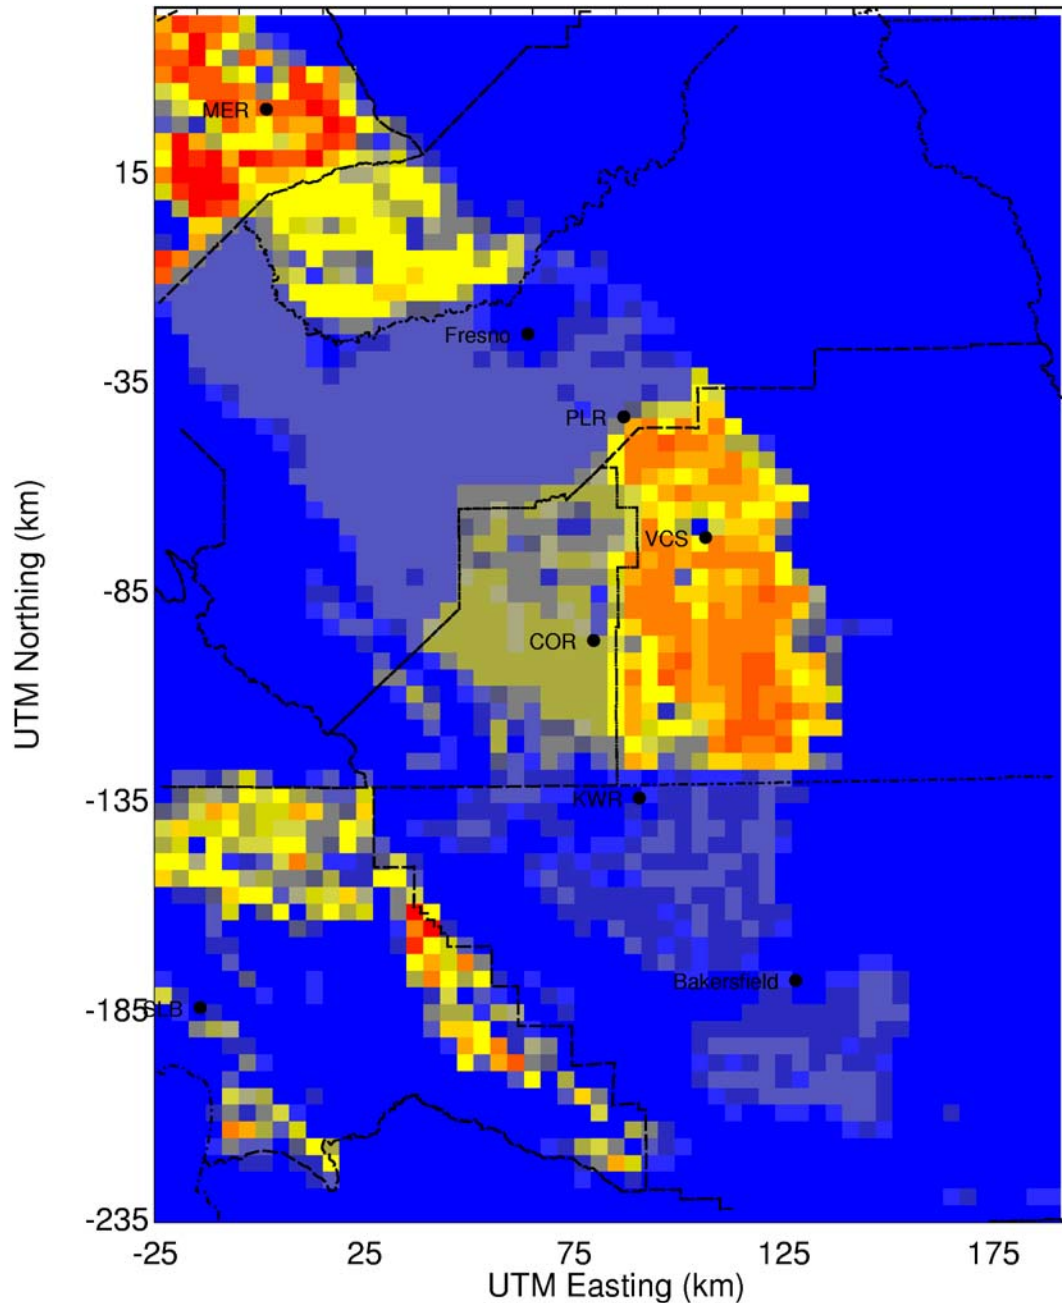 MER
15
Fresno
-35
PLR
VCS
-85
COR
UTM Northing (km)
-135
KWR
Bakersfield
-185
SLB
-235
-25
25
75
125
175
UTM Easting (km)